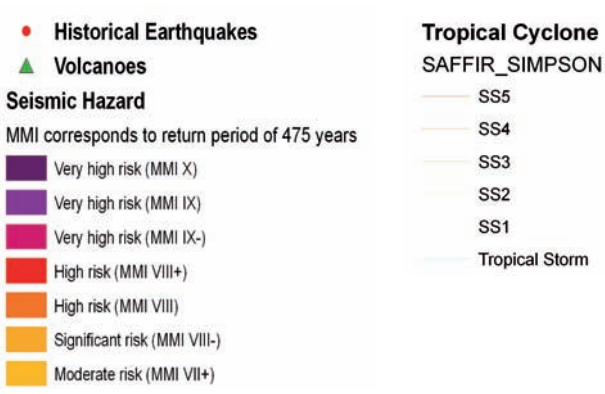 Historical Earthquakes
Volcanoes
Seismic Hazard
MMI corresponds to return period of 475 years
Very high risk (MMI X)
Very high risk (MMI IX)
Very high risk (MMI IX-)
High risk (MMI VIII+)
High risk (MMI VIII)
Significant risk (MMI VIII-)
Moderate risk (MMI VII+)
Tropical Cyclone
SAFFIR_SIMPSON
SS5
SS4
SS3
SS2
SS1
Tropical Storm